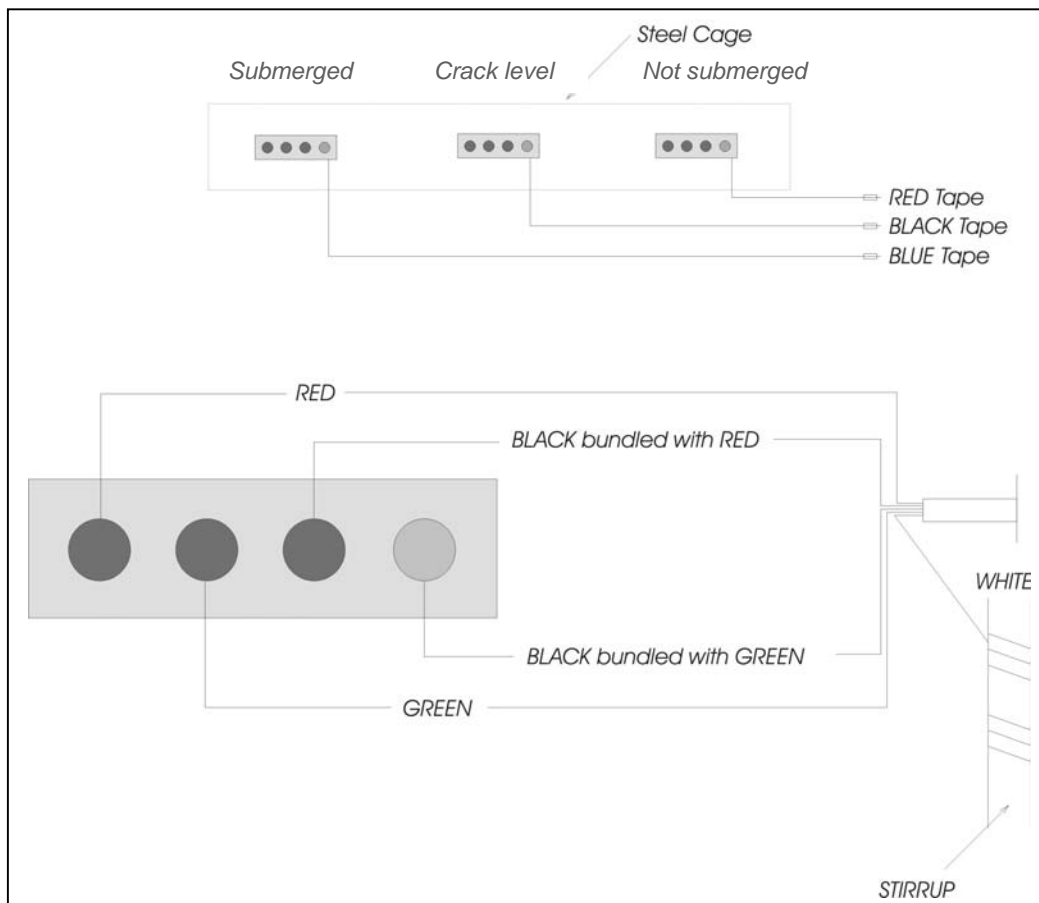 Steel Cage
Submerged Crack level Not submerged
RED Tape
BLACK Tape
BLUE Tape
RED
BLACK bundled with RED
WHITE
BLACK bundled with GREEN
GREEN
STIRRUP